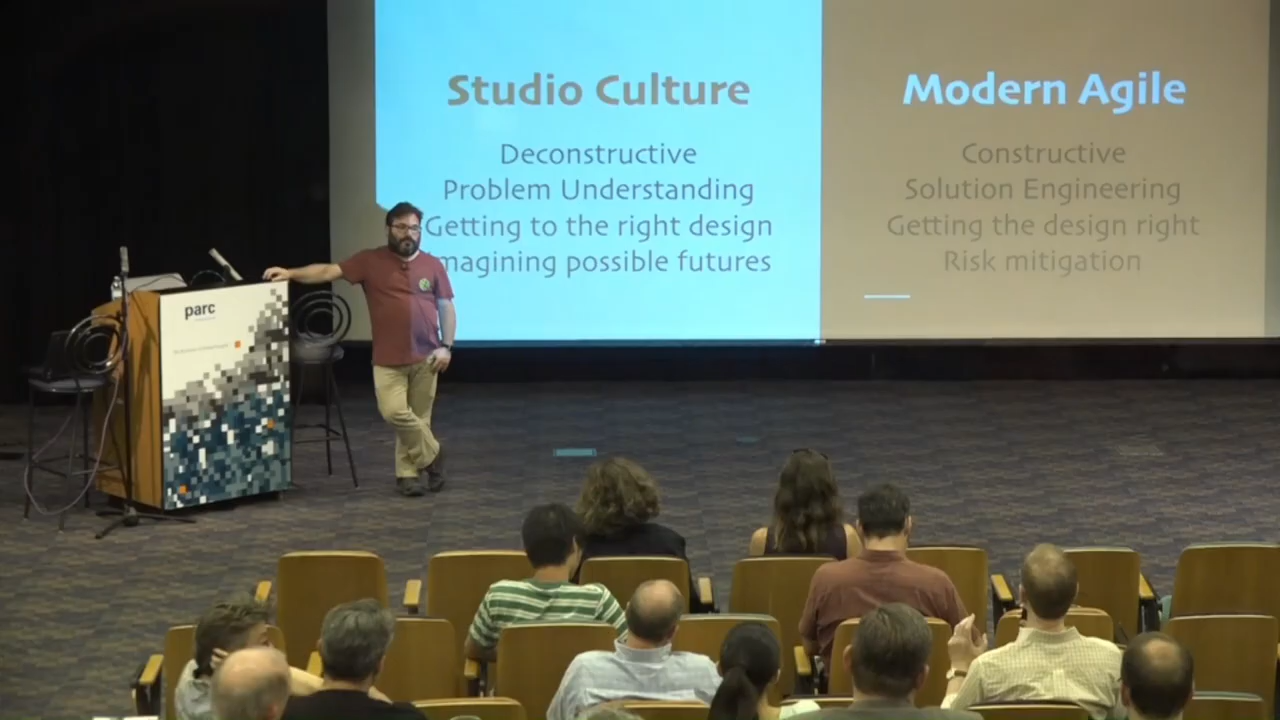 Studio Culture
Deconstructive
Problem Understanding
Getting to the right design
magining possible futures
Modern Agile
Constructive
Solution Engineering
Getting the design right
Risk mitigation
parc